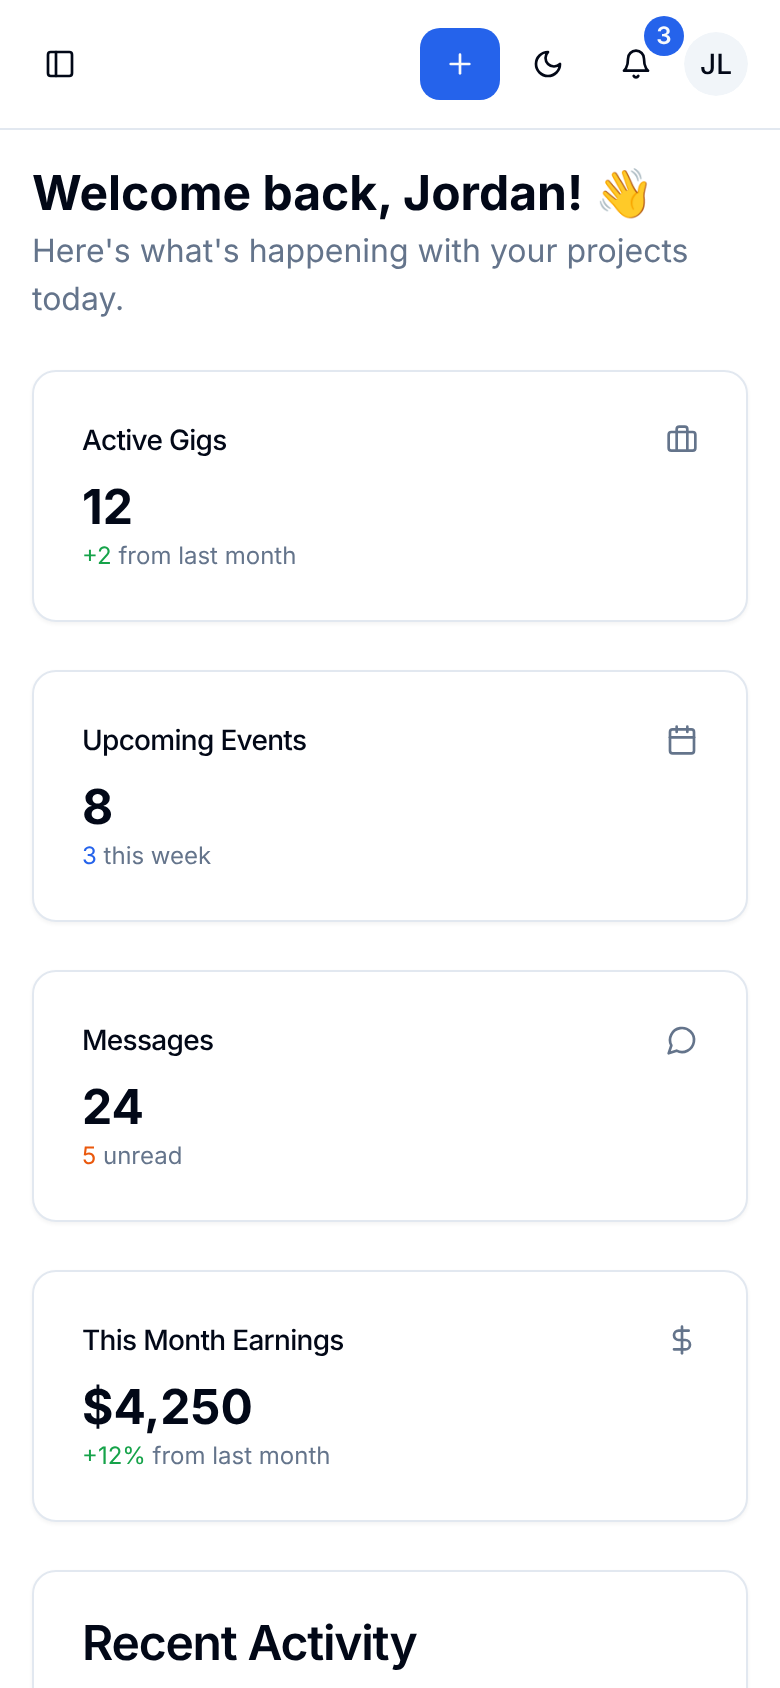 3
JL
Welcome back, Jordan! 👋
Here's what's happening with your projects
today.
Active Gigs
12
+2 from last month
Upcoming Events
8
3 this week
Messages
24
5 unread
This Month Earnings
$4,250
+12% from last month
Recent Activity